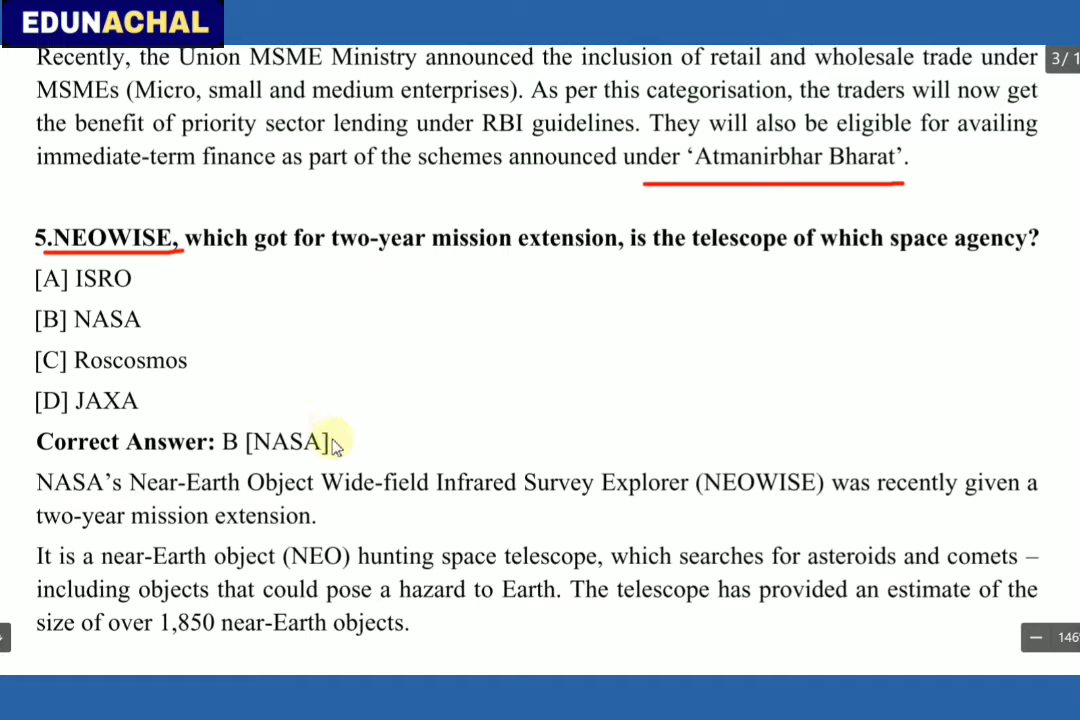 EDUNACHAL
Recently, the Union MSME Ministry announced the inclusion of retail and wholesale trade under
3/ 1
MSMEs (Micro, small and medium enterprises). As per this categorisation, the traders will now get
the benefit of priority sector lending under RBI guidelines. They will also be eligible for availing
immediate-term finance as part of the schemes announced under ‘Atmanirbhar Bharat’.
5.NEOWISE, which got for two-year mission extension, is the telescope of which space agency?
[A] ISRO
[B] NASA
[C] Roscosmos
[D] JAXA
Correct Answer: B [NASA]
NASA’s Near-Earth Object Wide-field Infrared Survey Explorer (NEOWISE) was recently given a
two-year mission extension.
It is a near-Earth object (NEO) hunting space telescope, which searches for asteroids and comets –
including objects that could pose a hazard to Earth. The telescope has provided an estimate of the
size of over 1,850 near-Earth objects.
— 146